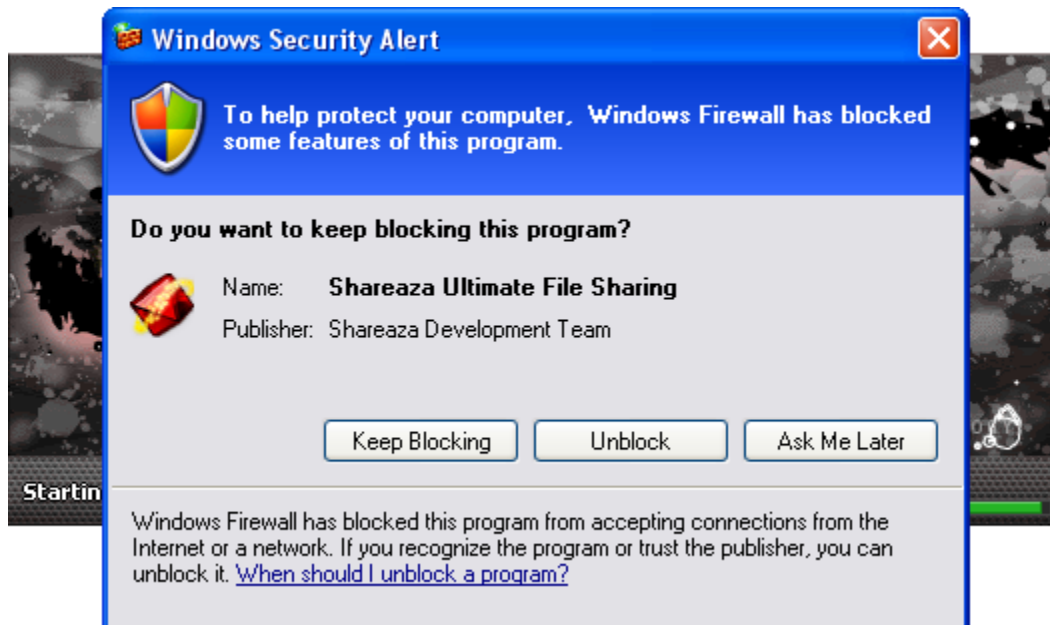 Windows Security Alert
To help protect your computer, Windows Firewall has blocked
some features of this program.
Do you want to keep blocking this program?
Name: Shareaza Ultimate File Sharing
Publisher: Shareaza Development Team
Keep Blocking Unblock Ask Me Later
Startin
Windows Firewall has blocked this program from accepting connections from the
Internet or a network. If you recognize the program or trust the publisher, you can
unblock it. When should I unblock a program?